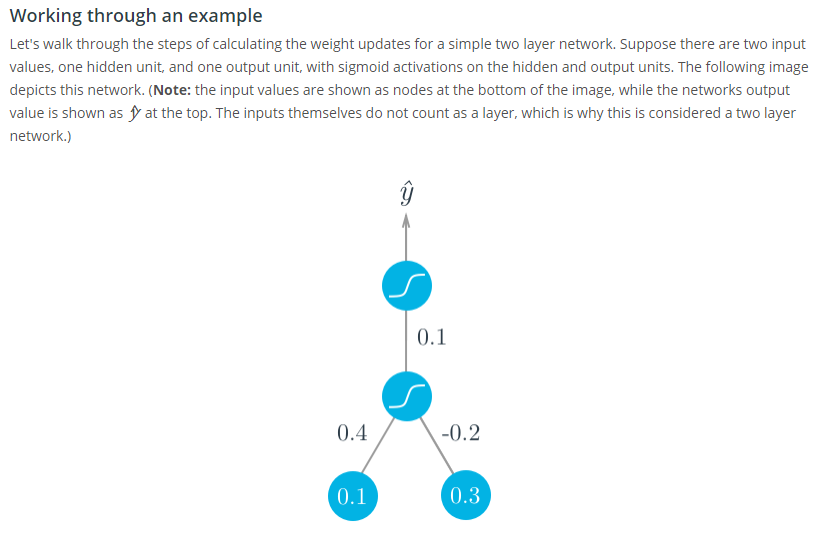 Working through an example
Let's walk through the steps of calculating the weight updates for a simple two layer network. Suppose there are two input
values, one hidden unit, and one output unit, with sigmoid activations on the hidden and output units. The following image
depicts this network. (Note: the input values are shown as nodes at the bottom of the image, while the networks output
value is shown as ŷ at the top. The inputs themselves do not count as a layer, which is why this is considered a two layer
network.)
ŷ
0.1
0.4 -0.2
0.1 0.3